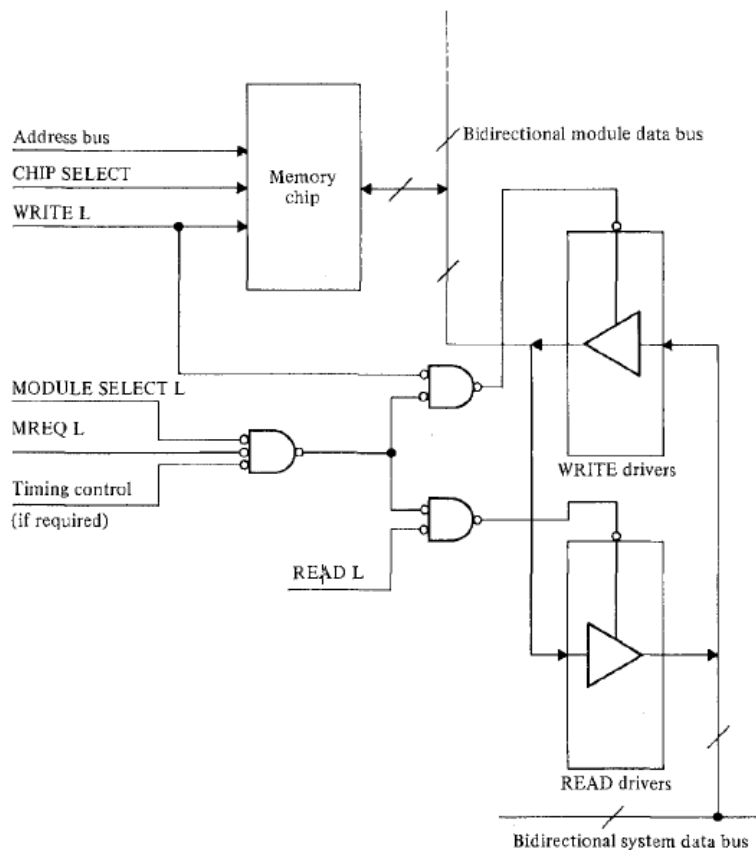 Address bus
CHIP SELECT
WRITE L
Memory
chip
Bidirectional module data bus
MODULE SELECT L
MREQ L
Timing control
(if required)
READ L
WRITE drivers
READ drivers
Bidirectional system data bus